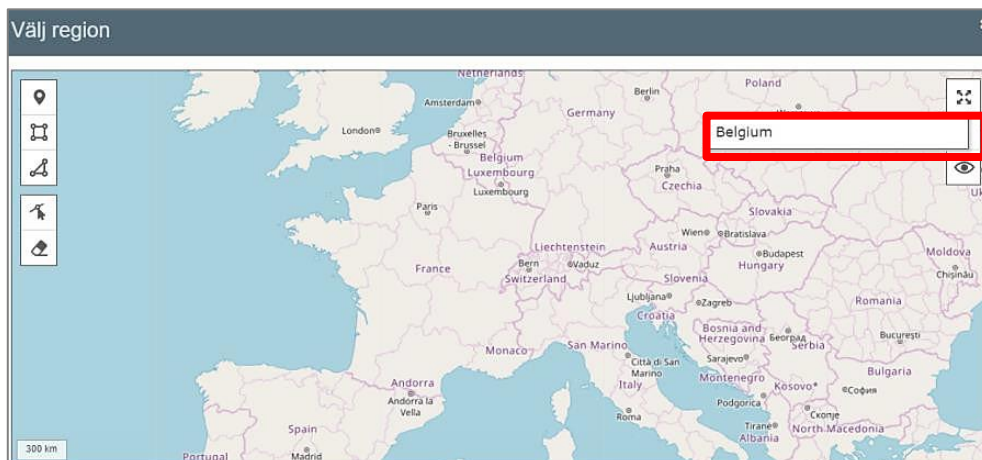 Välj region
Netherlands
Berlin
Poland
Amsterdam
Germany
London
Bruxelles
- Brussel
Belgium
Belgium
Luxembourg
Luxembourg
Praha
Czechia
Paris
Slovakia
Wien
Bratislava
Liechtenstein
Austria
Budapest
Moldova
Bern
Vaduz
Hungary
Chișinău
France
Switzerland
Slovenia
Ljubljana
Zagreb
Romania
Croatia
Bosnia and
Herzegovina
Београд
Serbia
București
Monaco
San Marino
Città di San
Marino
Sarajevo
Italy
Montenegro
Kosovo*
Bulgaria
София
Andorra
Andorra la
Vella
Podgorica
Roma
Скопје
Spain
Tiranë
North Macedonia
Albania
300 km
Portugal
Madrid